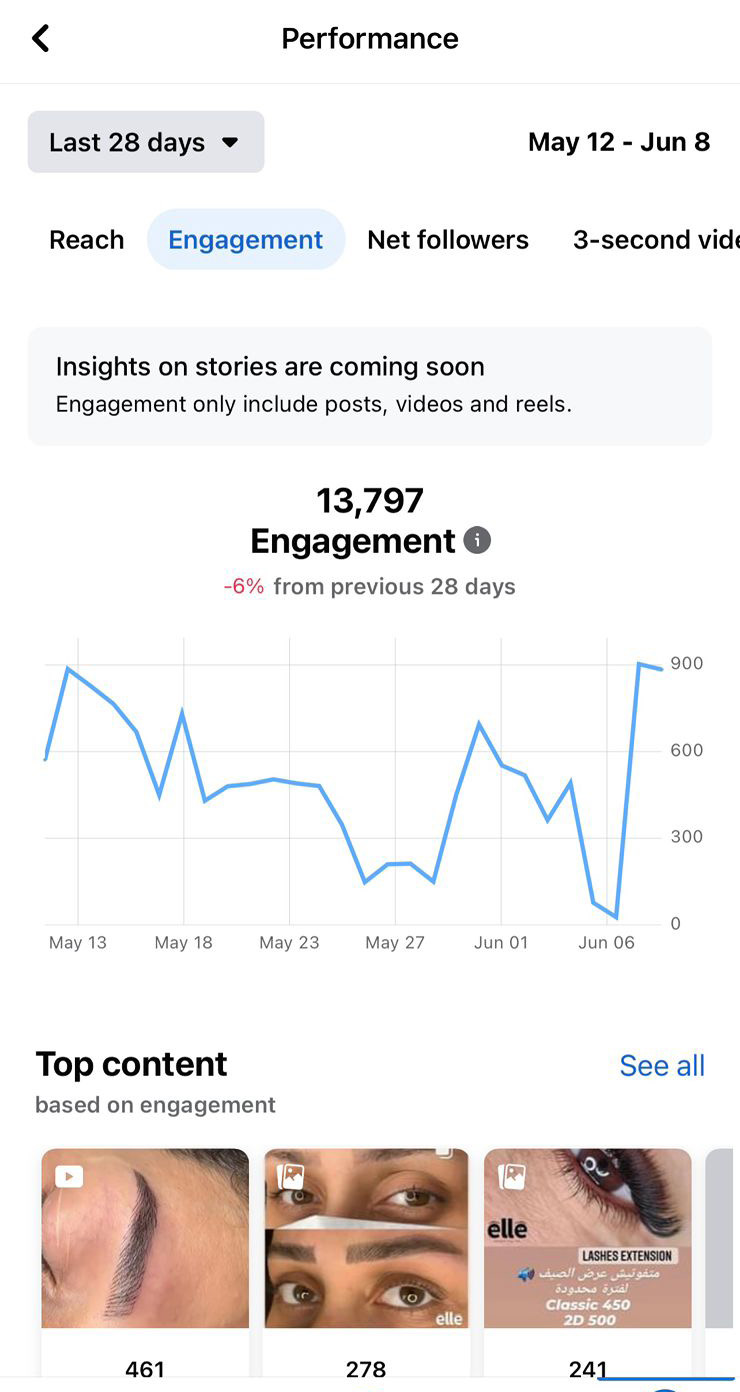 Performance
Last 28 days
May 12 - Jun 8
Reach Engagement Net followers 3-second vide
Insights on stories are coming soon
Engagement only include posts, videos and reels.
13,797
Engagement
-6% from previous 28 days
900
600
300
0
May 13 May 18 May 23 May 27 Jun 01 Jun 06
Top content
See all
based on engagement
elle
elle
LASHES EXTENSION
متفوتيش عرض الصيف
لفترة محدودة
Classic 450
2D 500
461 278 241